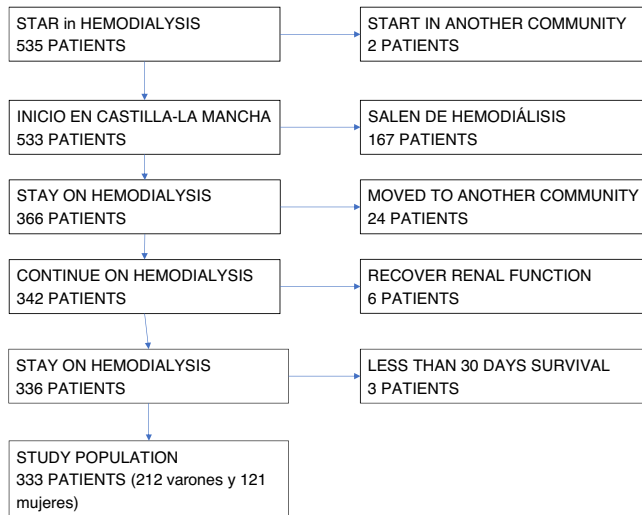 STAR in HEMODIALYSIS
535 PATIENTS
START IN ANOTHER COMMUNITY
2 PATIENTS
INICIO EN CASTILLA-LA MANCHA
533 PATIENTS
SALEN DE HEMODIÁLISIS
167 PATIENTS
STAY ON HEMODIALYSIS
366 PATIENTS
MOVED TO ANOTHER COMMUNITY
24 PATIENTS
CONTINUE ON HEMODIALYSIS
342 PATIENTS
RECOVER RENAL FUNCTION
6 PATIENTS
STAY ON HEMODIALYSIS
336 PATIENTS
LESS THAN 30 DAYS SURVIVAL
3 PATIENTS
STUDY POPULATION
333 PATIENTS (212 varones y 121
mujeres)